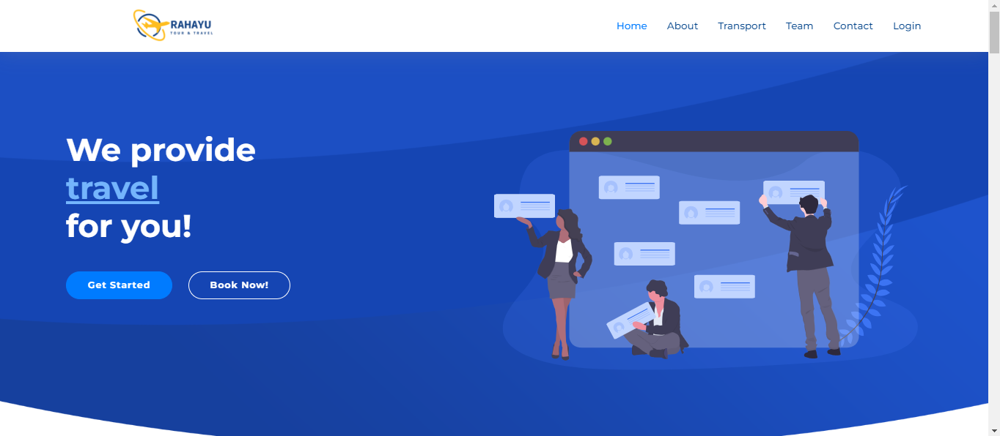 RAHAYU
TOUR & TRAVEL
Home About Transport Team Contact Login
We provide
travel
for you!
Get Started Book Now!